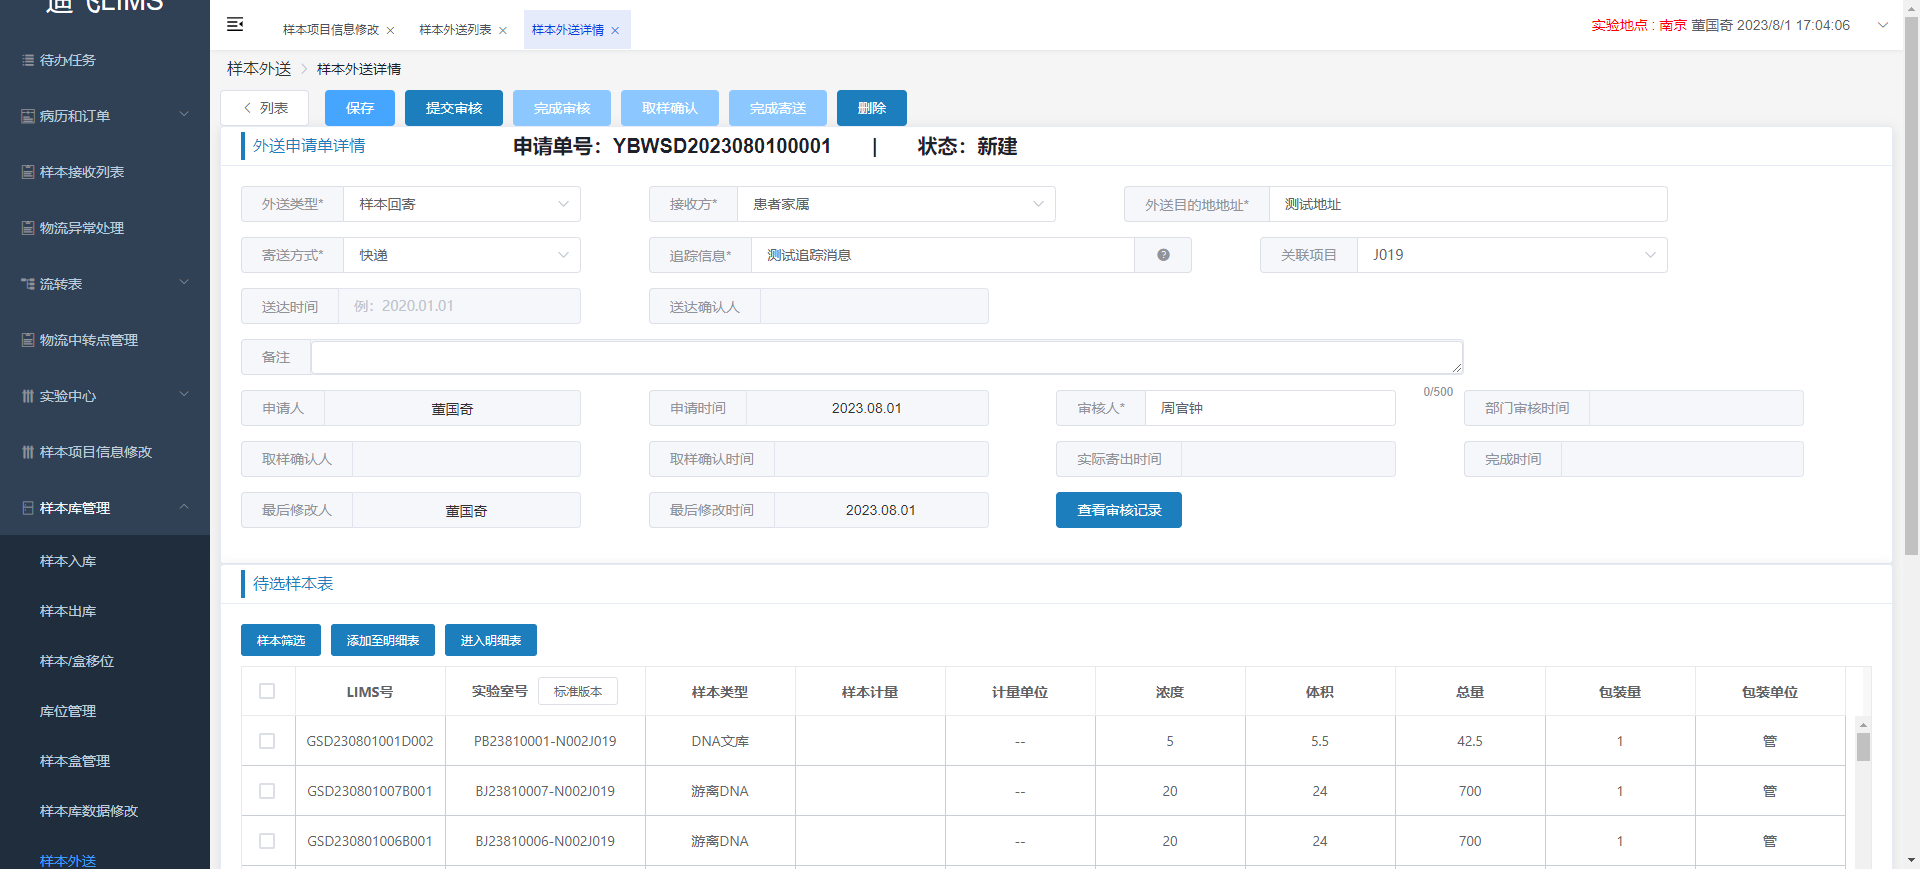 迪飞LIMS
待办任务
病历和订单
样本接收列表
物流异常处理
流转表
物流中转点管理
实验中心
样本项目信息修改
样本库管理
样本入库
样本出库
样本/盒移位
库位管理
样本盒管理
样本库数据修改
样本外送
样本项目信息修改 × 样本外送列表 × 样本外送详情 ×
实验地点 : 南京 董国奇 2023/8/1 17:04:06
样本外送 > 样本外送详情
< 列表 保存 提交审核 完成审核 取样确认 完成寄送 删除
外送申请单详情 申请单号：YBWSD2023080100001 | 状态：新建
外送类型* 样本回寄 接收方* 患者家属 外送目的地地址* 测试地址
寄送方式* 快递 追踪信息* 测试追踪消息 ? 关联项目 J019
送达时间 例：2020.01.01 送达确认人
备注
0/500
申请人 董国奇 申请时间 2023.08.01 审核人* 周官钟 部门审核时间
取样确认人 取样确认时间 实际寄出时间 完成时间
最后修改人 董国奇 最后修改时间 2023.08.01 查看审核记录
待选样本表
样本筛选 添加至明细表 进入明细表
LIMS号 实验室号 标准版本 样本类型 样本计量 计量单位 浓度 体积 总量 包装量 包装单位
GSD230801001D002 PB23810001-N002J019 DNA文库 -- 5 5.5 42.5 1 管
GSD230801007B001 BJ23810007-N002J019 游离DNA -- 20 24 700 1 管
GSD230801006B001 BJ23810006-N002J019 游离DNA -- 20 24 700 1 管